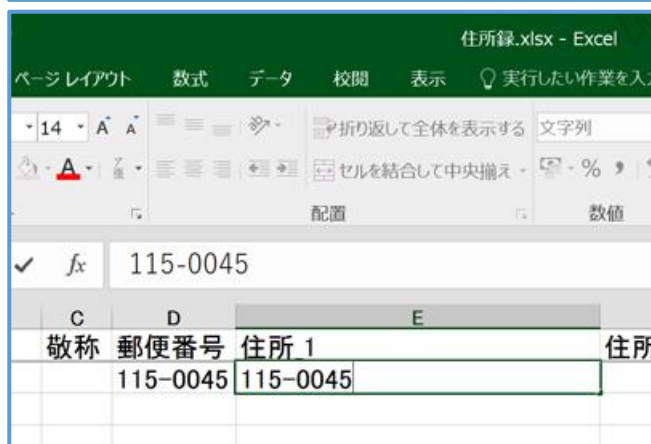 住所録.xlsx - Excel
ページ レイアウト 数式 データ 校閲 表示 実行したい作業を入
14 A A 折り返して全体を表示する 文字列
A セルを結合して中央揃え % ,
配置 数値
fx 115-0045
C D E
敬称 郵便番号 住所_1 住所
115-0045 115-0045